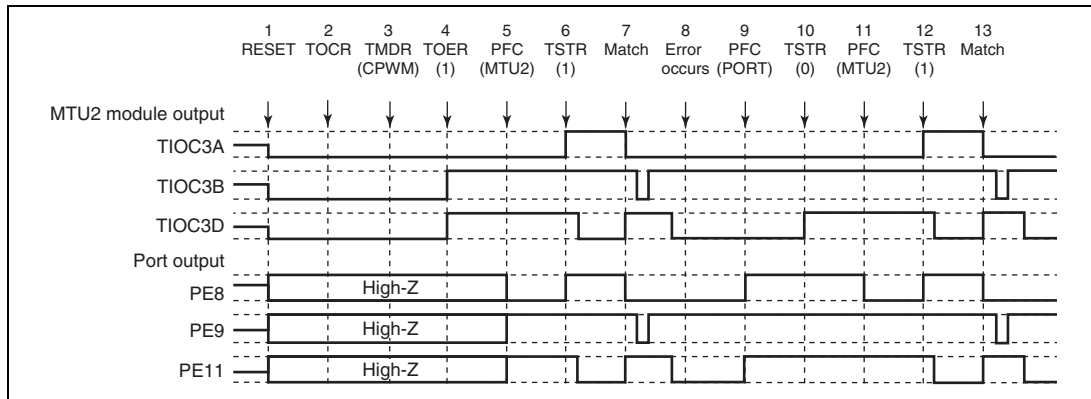 1 2 3 4 5 6 7 8 9 10 11 12 13
RESET TOCR TMDR TOER PFC TSTR Match Error PFC TSTR PFC TSTR Match
(CPWM) (1) (MTU2) (1) occurs (PORT) (0) (MTU2) (1)
MTU2 module output
TIOC3A
TIOC3B
TIOC3D
Port output
PE8 High-Z
PE9 High-Z
PE11 High-Z